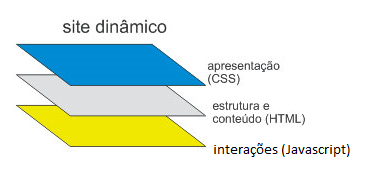 site dinâmico
apresentação
(CSS)
estrutura e
conteúdo (HTML)
interações (Javascript)